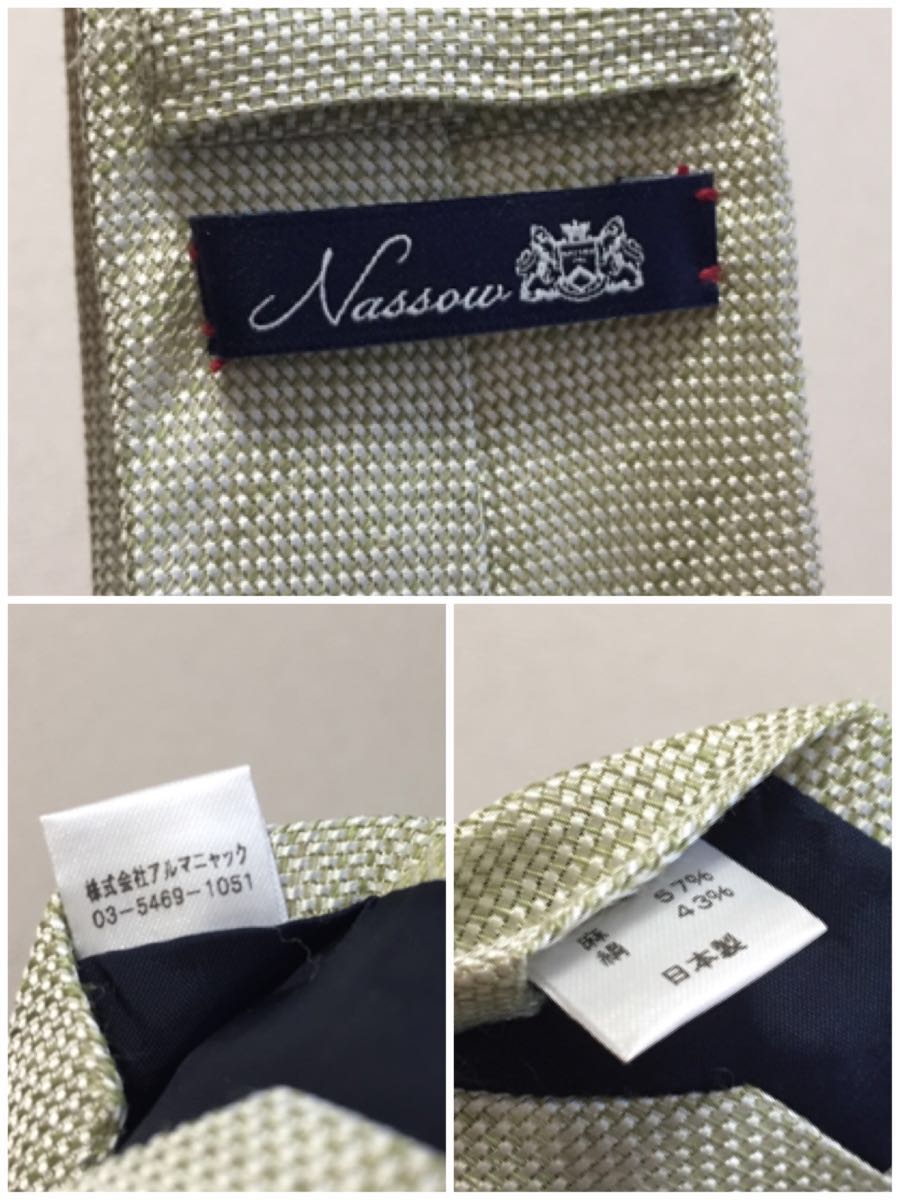 Nassow
株式会社アルマニャック
03-5469-1051
麻 57%
絹 43%
日本製